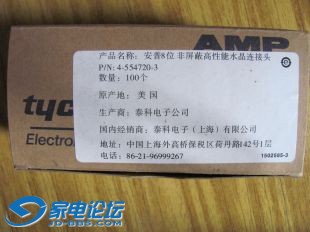 AMP
产品名称：安普8位 非屏蔽高性能水晶连接头
P/N: 4-554720-3
数量：100个
原产地：美 国
tyc
生产商：泰科电子公司
Electron
国内经销商：泰科电子（上海）有限公司
地址：中国上海外高桥保税区荷丹路142号1层
电话：86-21-96999267
1502585-3
家电论坛
JD-BBS.COM